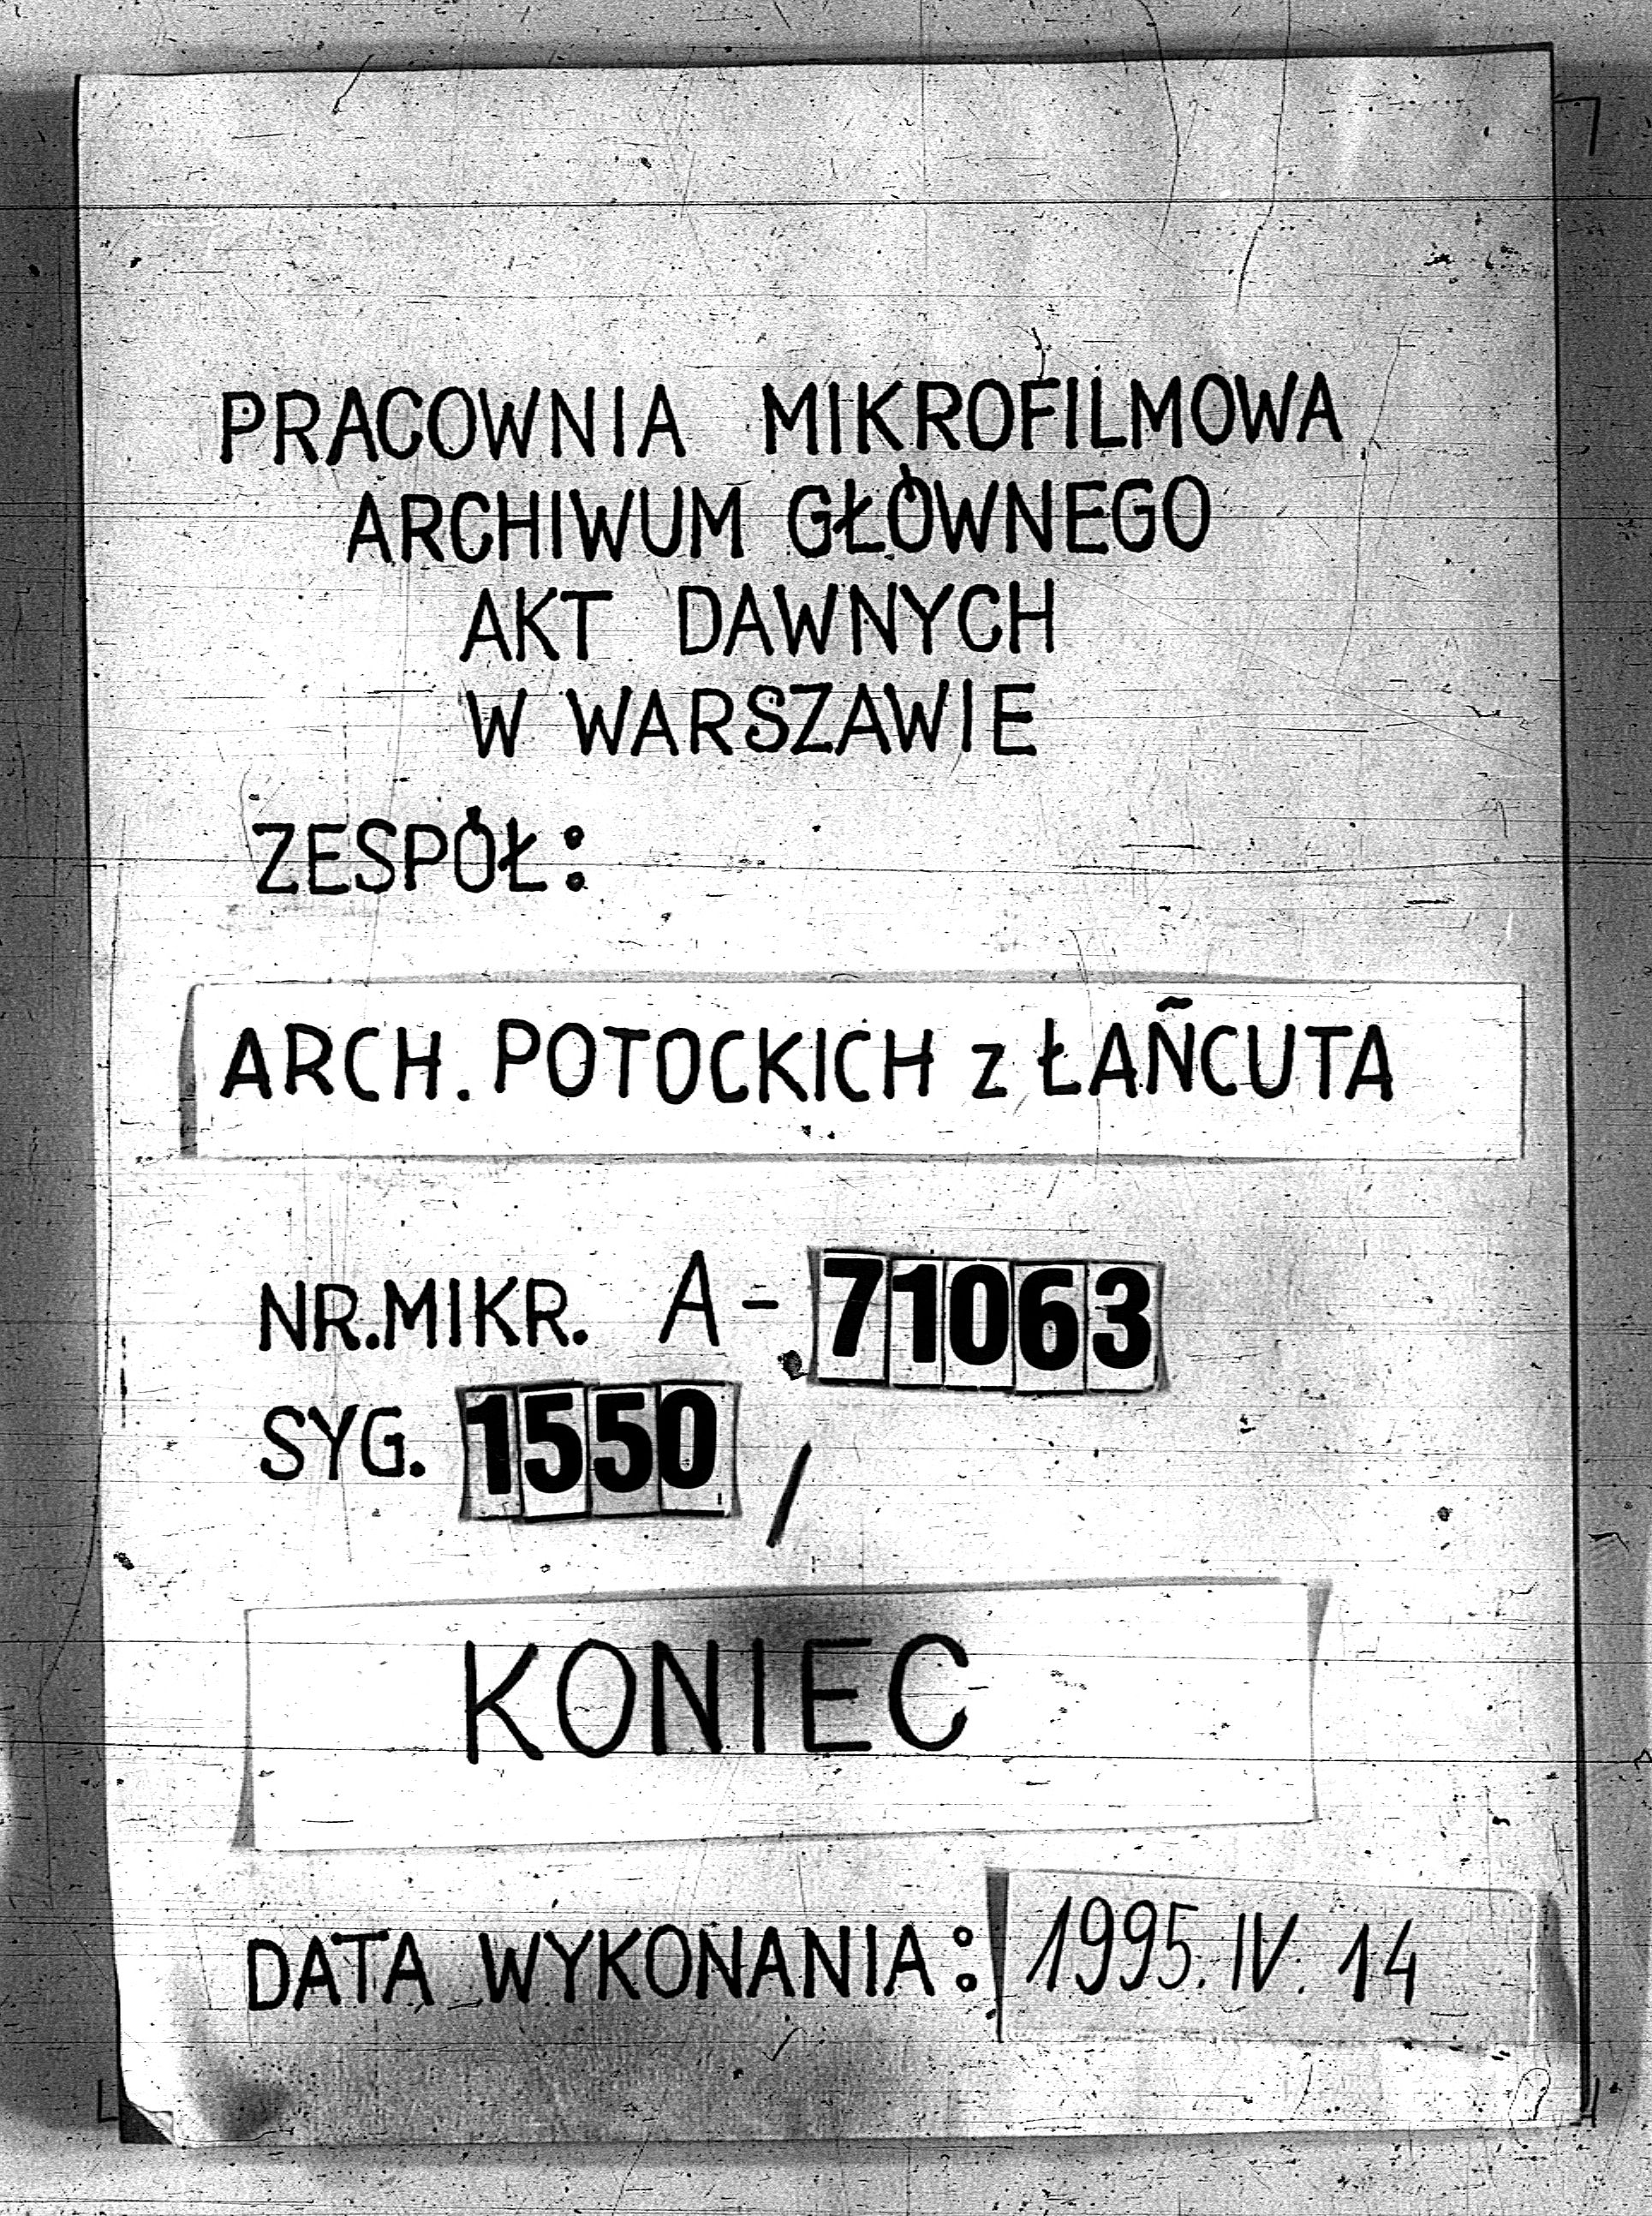 PRACOWNIA MIKROFILMOWA
ARCHIWUM GŁÓWNEGO
AKT DAWNYCH
W WARSZAWIE
ZESPÓŁ:
ARCH. POTOCKICH z ŁAŃCUTA
NR.MIKR. A-71063
SYG. 1550 /
KONIEC
DATA WYKONANIA: 1995. IV. 14